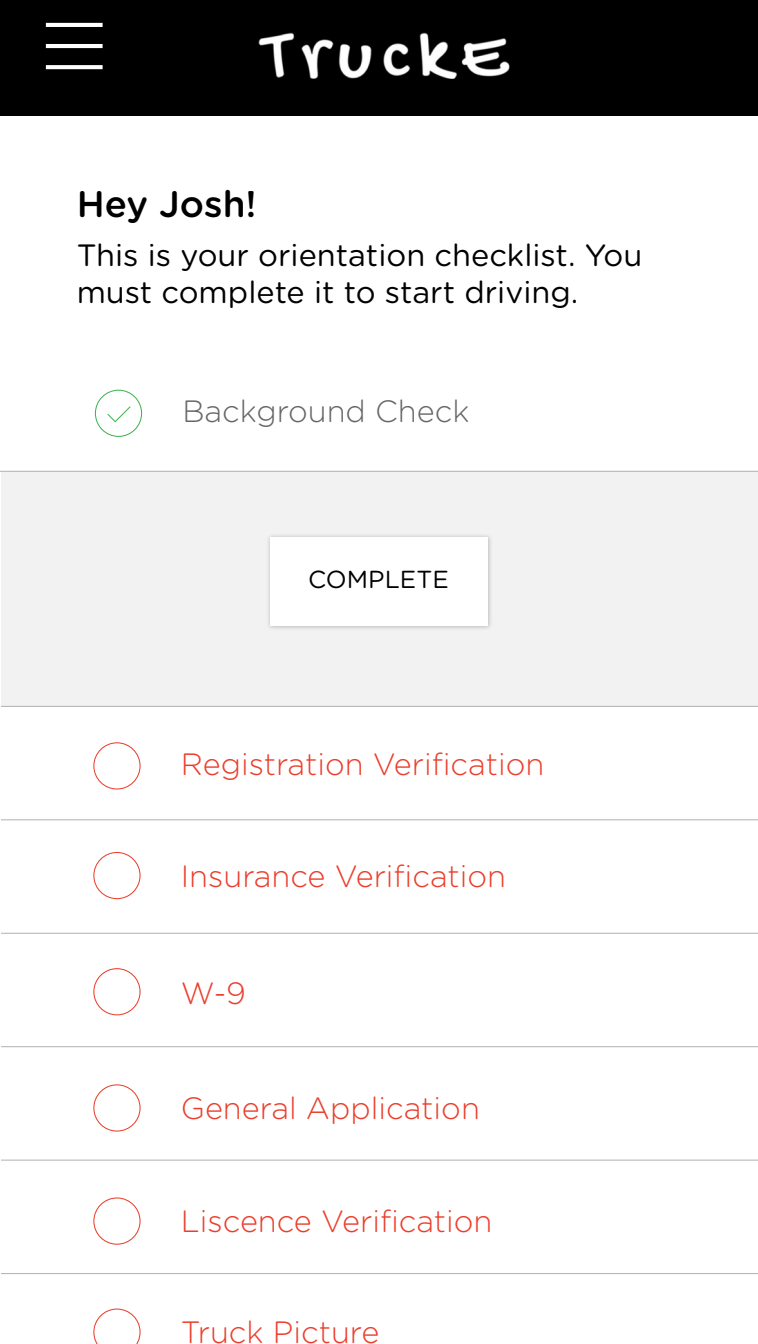 TruckE
Hey Josh!
This is your orientation checklist. You
must complete it to start driving.
Background Check
COMPLETE
Registration Verification
Insurance Verification
W-9
General Application
Liscence Verification
Truck Picture